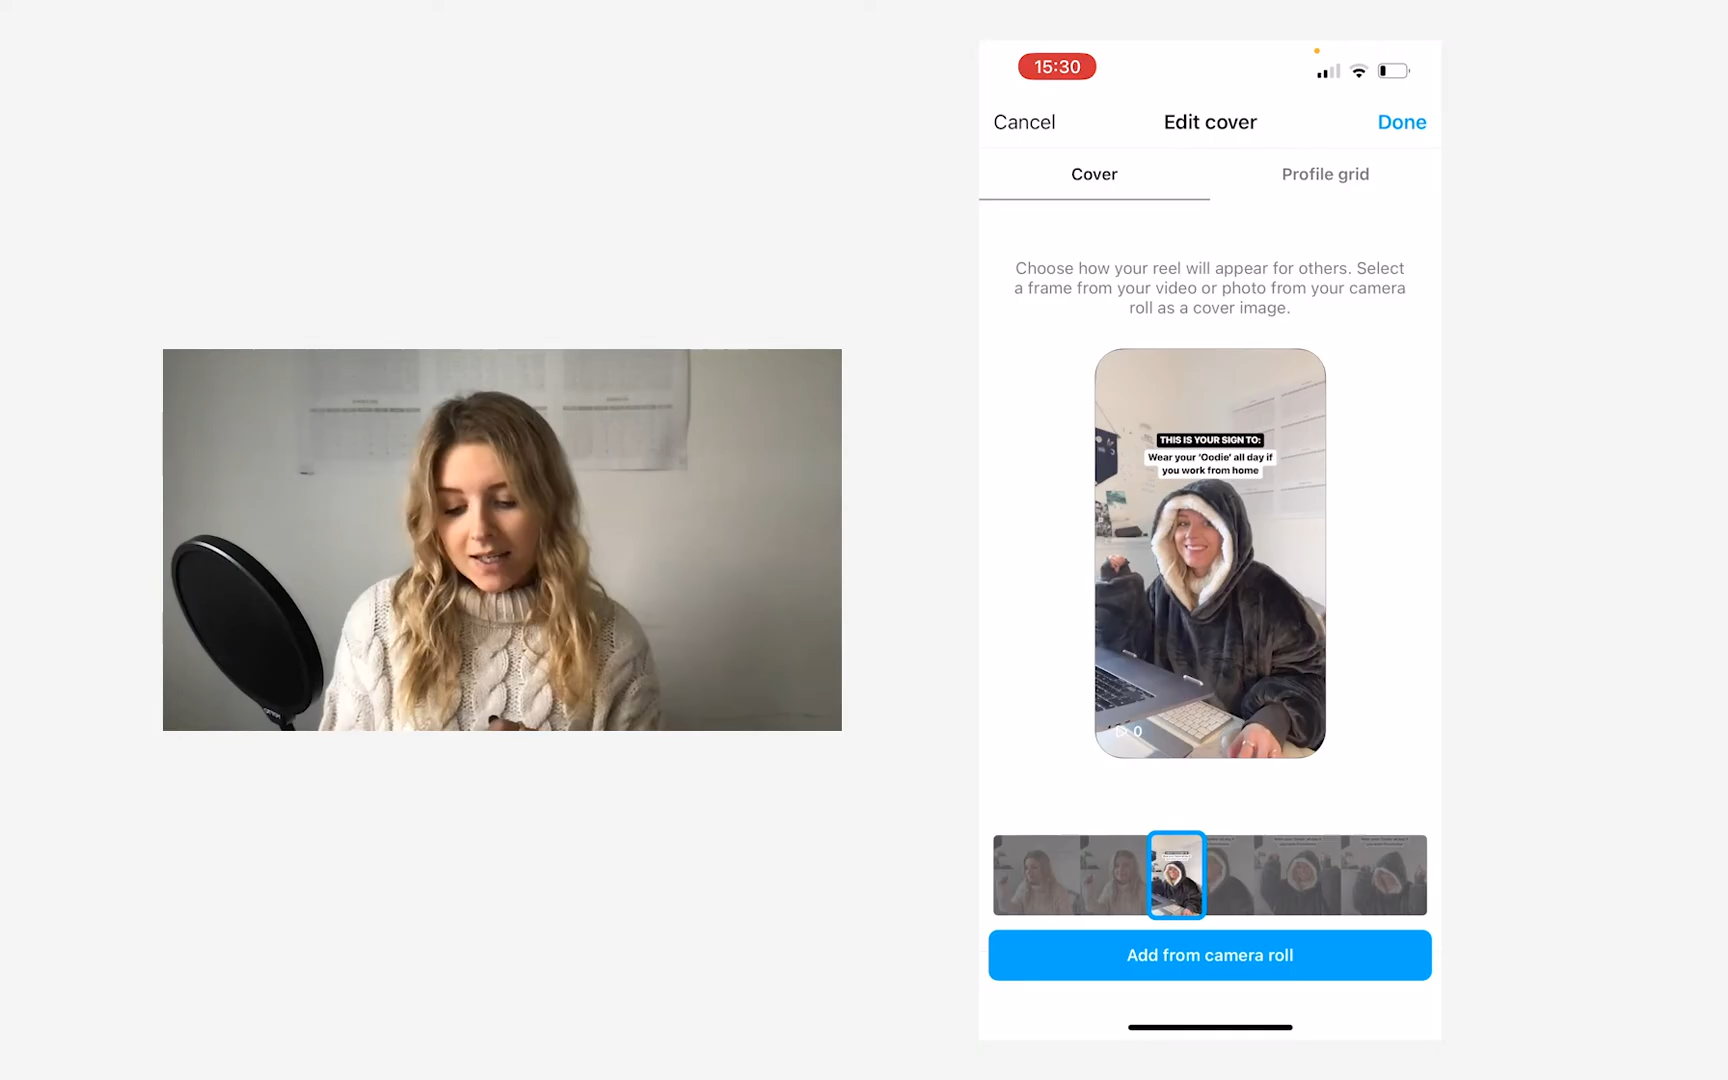 15:30
Cancel
Edit cover
Done
Cover
Profile grid
Choose how your reel will appear for others. Select
a frame from your video or photo from your camera
roll as a cover image.
THIS IS YOUR SIGN TO:
Wear your 'Oodie' all day if
you work from home
0
Add from camera roll